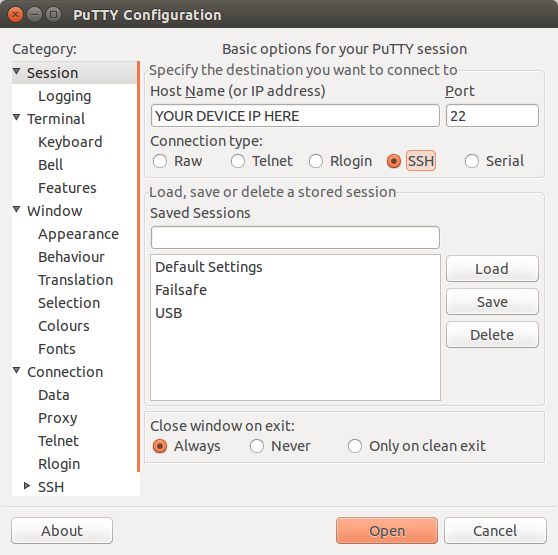 PuTTY Configuration
Category:
Session
Logging
Terminal
Keyboard
Bell
Features
Window
Appearance
Behaviour
Translation
Selection
Colours
Fonts
Connection
Data
Proxy
Telnet
Rlogin
SSH
Basic options for your PuTTY session
Specify the destination you want to connect to
Host Name (or IP address) Port
YOUR DEVICE IP HERE 22
Connection type:
Raw Telnet Rlogin SSH Serial
Load, save or delete a stored session
Saved Sessions
Default Settings
Failsafe
USB
Load
Save
Delete
Close window on exit:
Always Never Only on clean exit
About Open Cancel